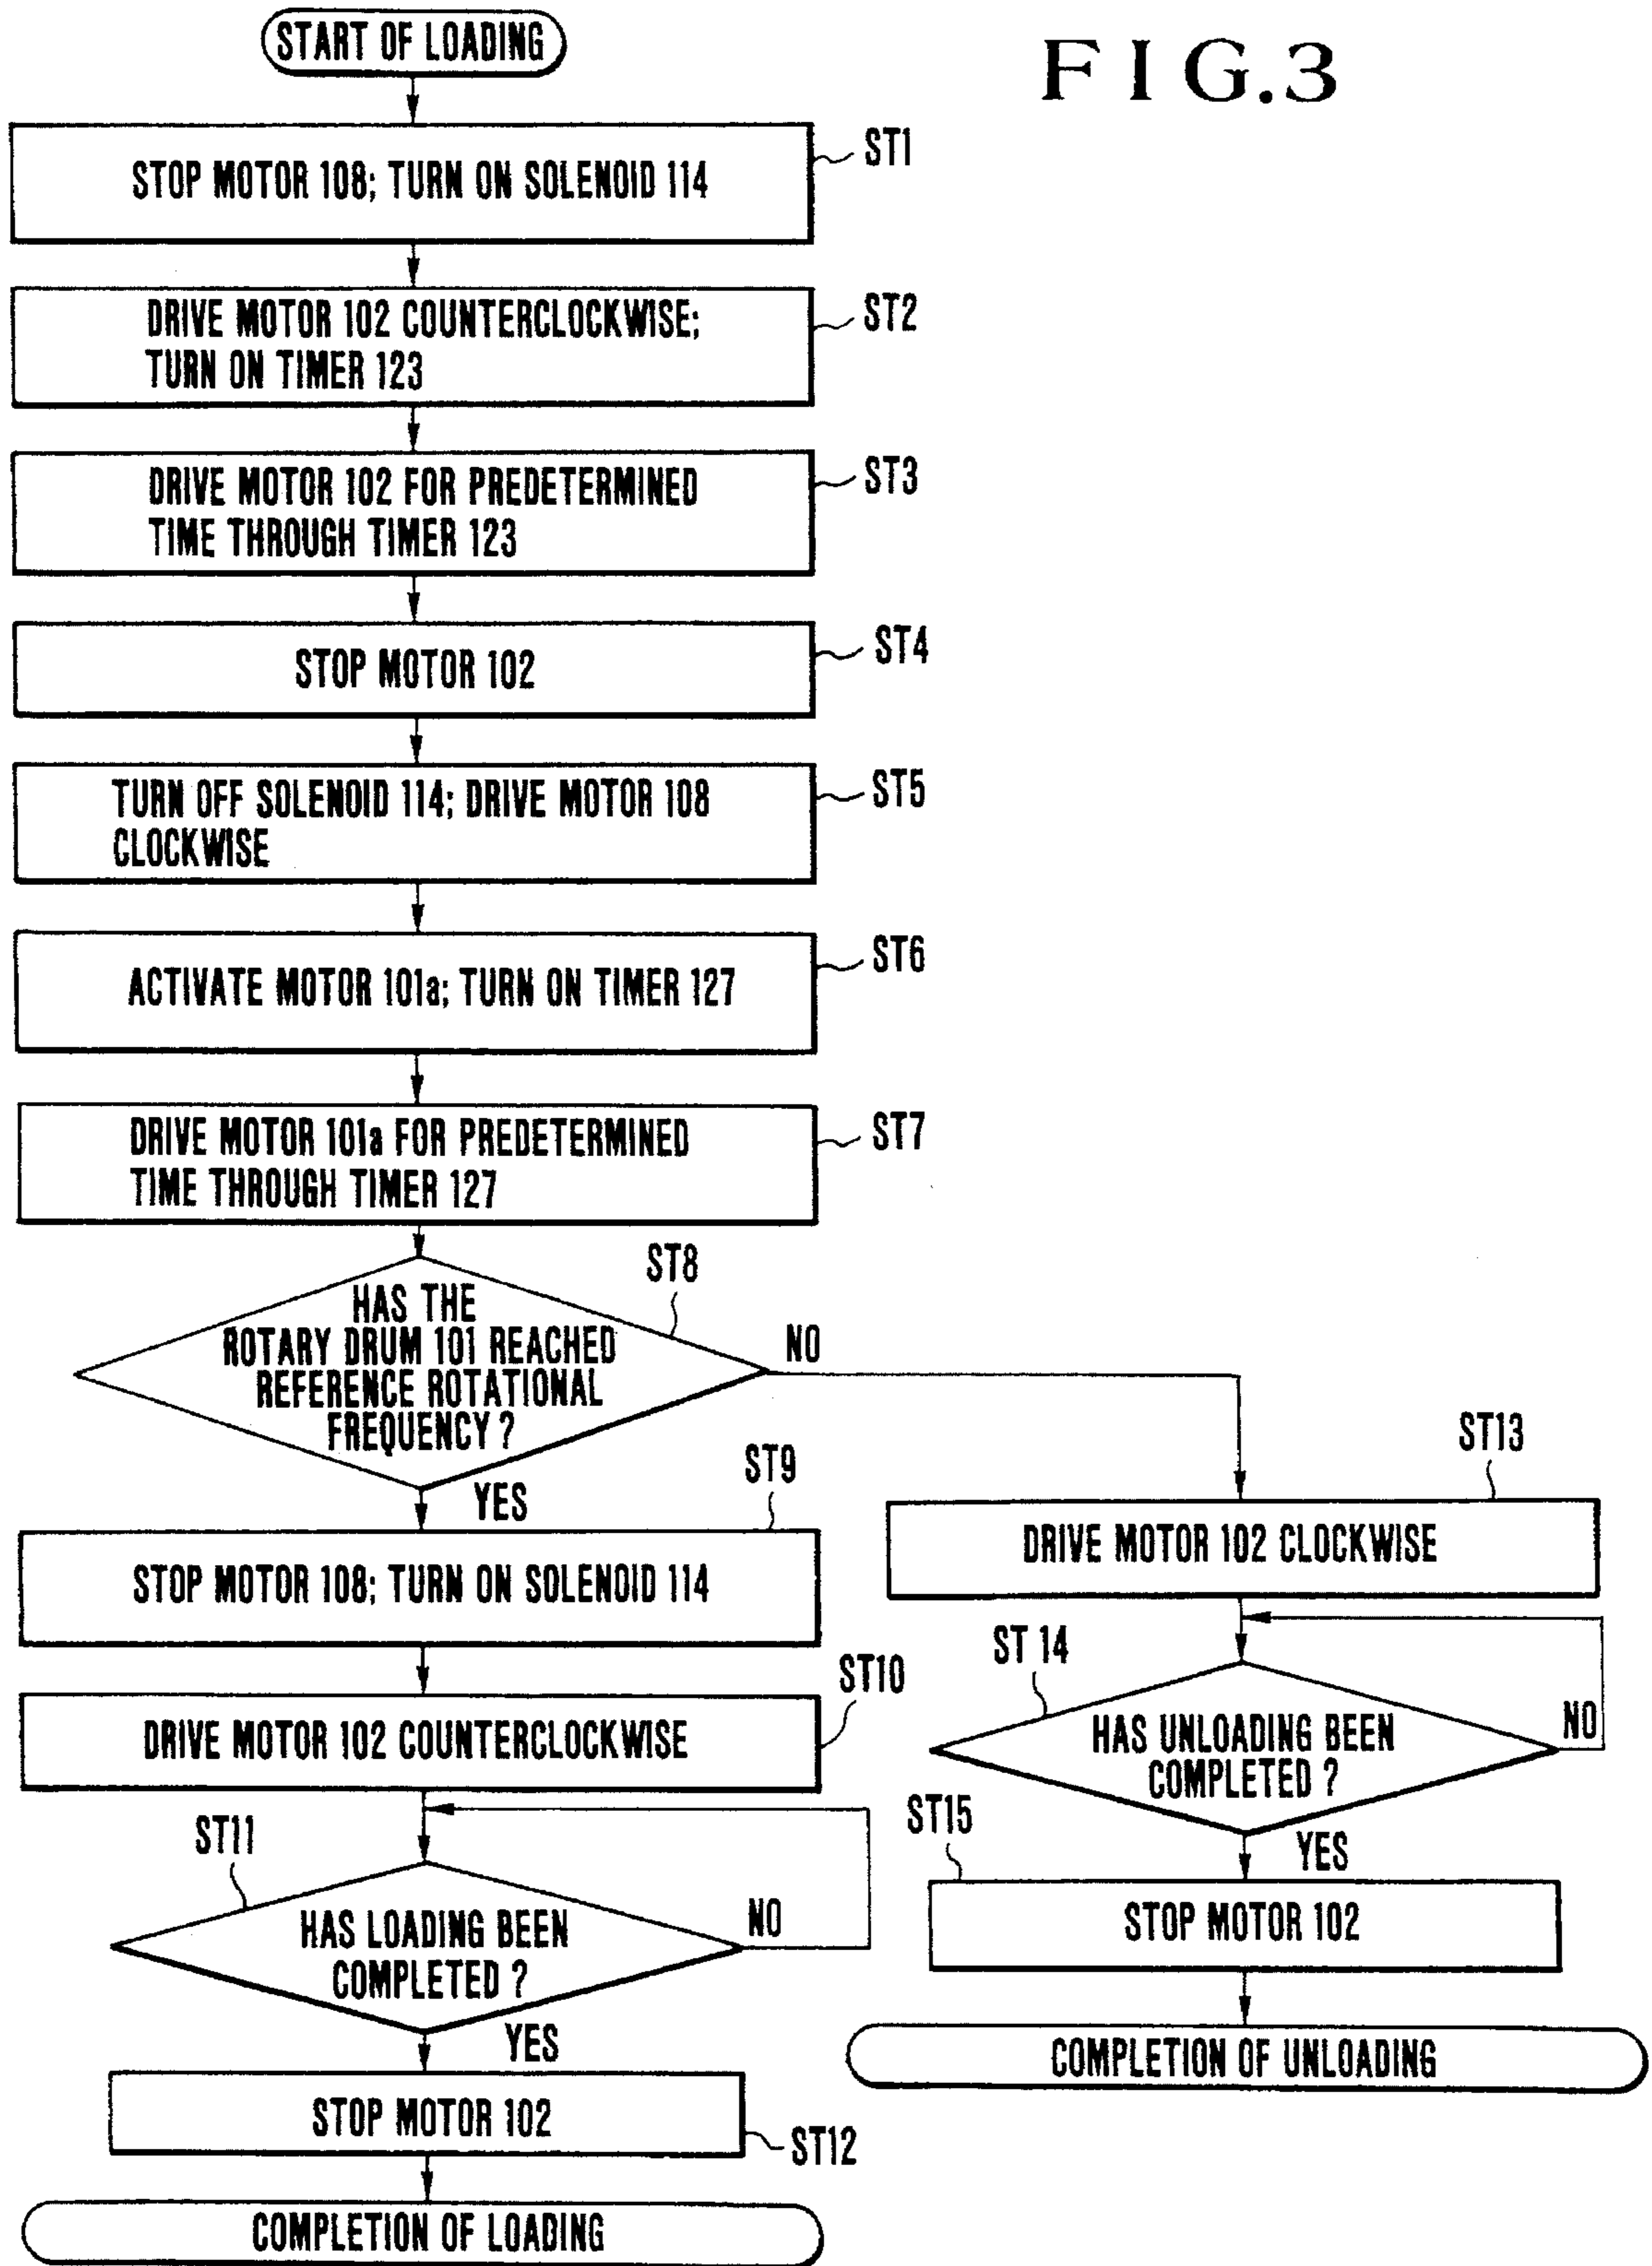 START OF LOADING
FIG.3
STOP MOTOR 108; TURN ON SOLENOID 114
ST1
DRIVE MOTOR 102 COUNTERCLOCKWISE;
TURN ON TIMER 123
ST2
DRIVE MOTOR 102 FOR PREDETERMINED
TIME THROUGH TIMER 123
ST3
STOP MOTOR 102
ST4
TURN OFF SOLENOID 114; DRIVE MOTOR 108
CLOCKWISE
ST5
ACTIVATE MOTOR 101a; TURN ON TIMER 127
ST6
DRIVE MOTOR 101a FOR PREDETERMINED
TIME THROUGH TIMER 127
ST7
ST8
HAS THE
ROTARY DRUM 101 REACHED
REFERENCE ROTATIONAL
FREQUENCY?
NO
YES
ST9
STOP MOTOR 108; TURN ON SOLENOID 114
ST10
DRIVE MOTOR 102 COUNTERCLOCKWISE
ST11
HAS LOADING BEEN
COMPLETED?
NO
YES
STOP MOTOR 102
ST12
COMPLETION OF LOADING
ST13
DRIVE MOTOR 102 CLOCKWISE
ST 14
HAS UNLOADING BEEN
COMPLETED?
NO
YES
ST15
STOP MOTOR 102
COMPLETION OF UNLOADING